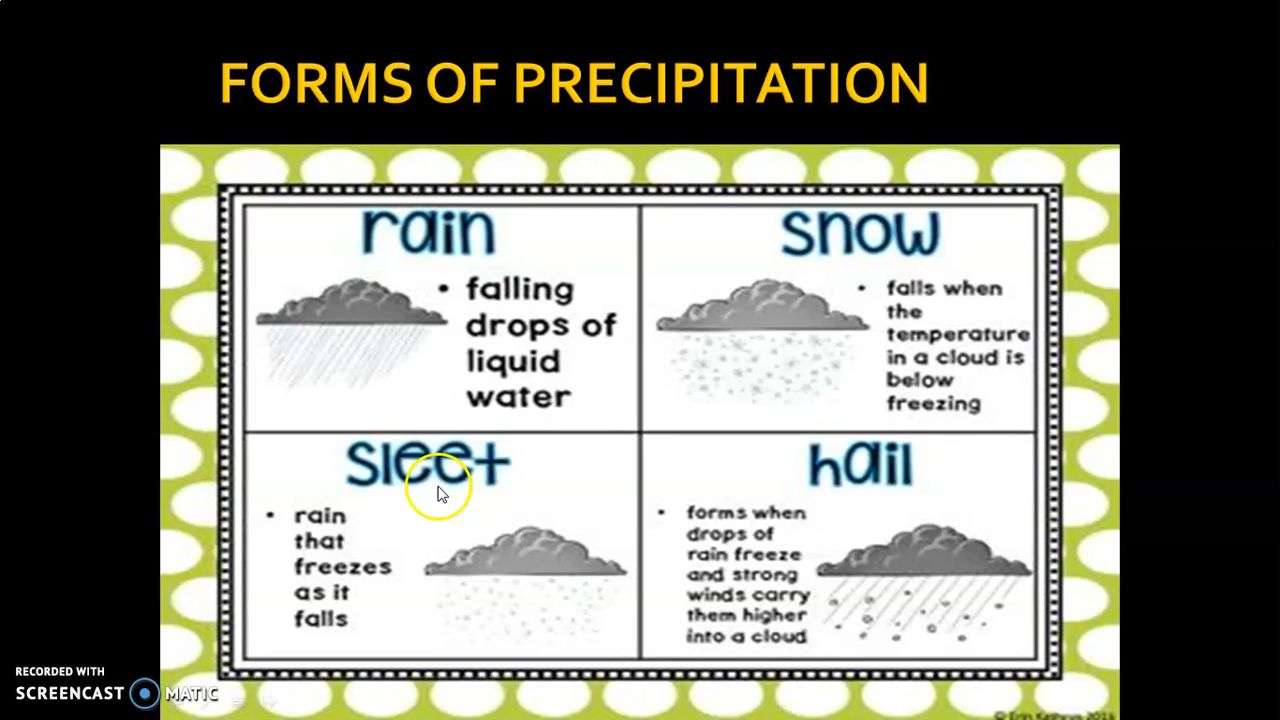 FORMS OF PRECIPITATION
rain
• falling
drops of
liquid
water
snow
• falls when
the
temperature
in a cloud is
below
freezing
sleet
• rain
that
freezes
as it
falls
hail
• forms when
drops of
rain freeze
and strong
winds carry
them higher
into a cloud
RECORDED WITH
SCREENCAST MATIC